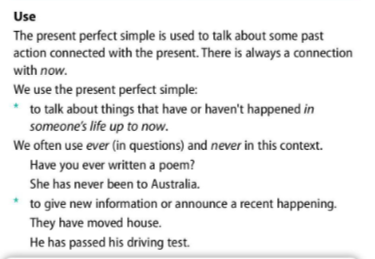 Use
The present perfect simple is used to talk about some past
action connected with the present. There is always a connection
with now.
We use the present perfect simple:
* to talk about things that have or haven't happened in
someone's life up to now.
We often use ever (in questions) and never in this context.
Have you ever written a poem?
She has never been to Australia.
* to give new information or announce a recent happening.
They have moved house.
He has passed his driving test.